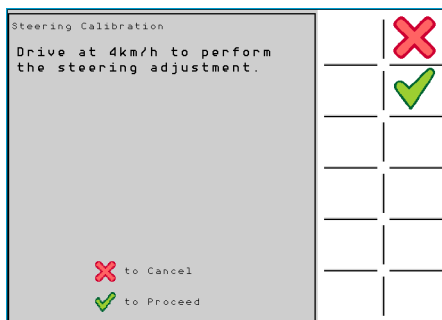 Steering Calibration
Drive at 4km/h to perform
the steering adjustment.
to Cancel
to Proceed